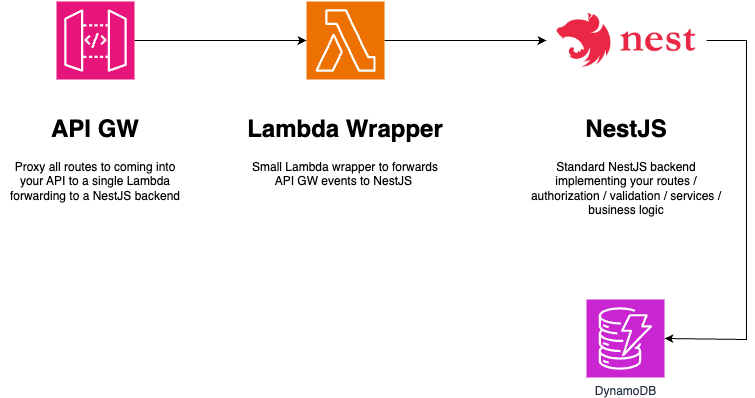 nest
API GW
Proxy all routes to coming into
your API to a single Lambda
forwarding to a NestJS backend
Lambda Wrapper
Small Lambda wrapper to forwards
API GW events to NestJS
NestJS
Standard NestJS backend
implementing your routes /
authorization / validation / services /
business logic
DynamoDB